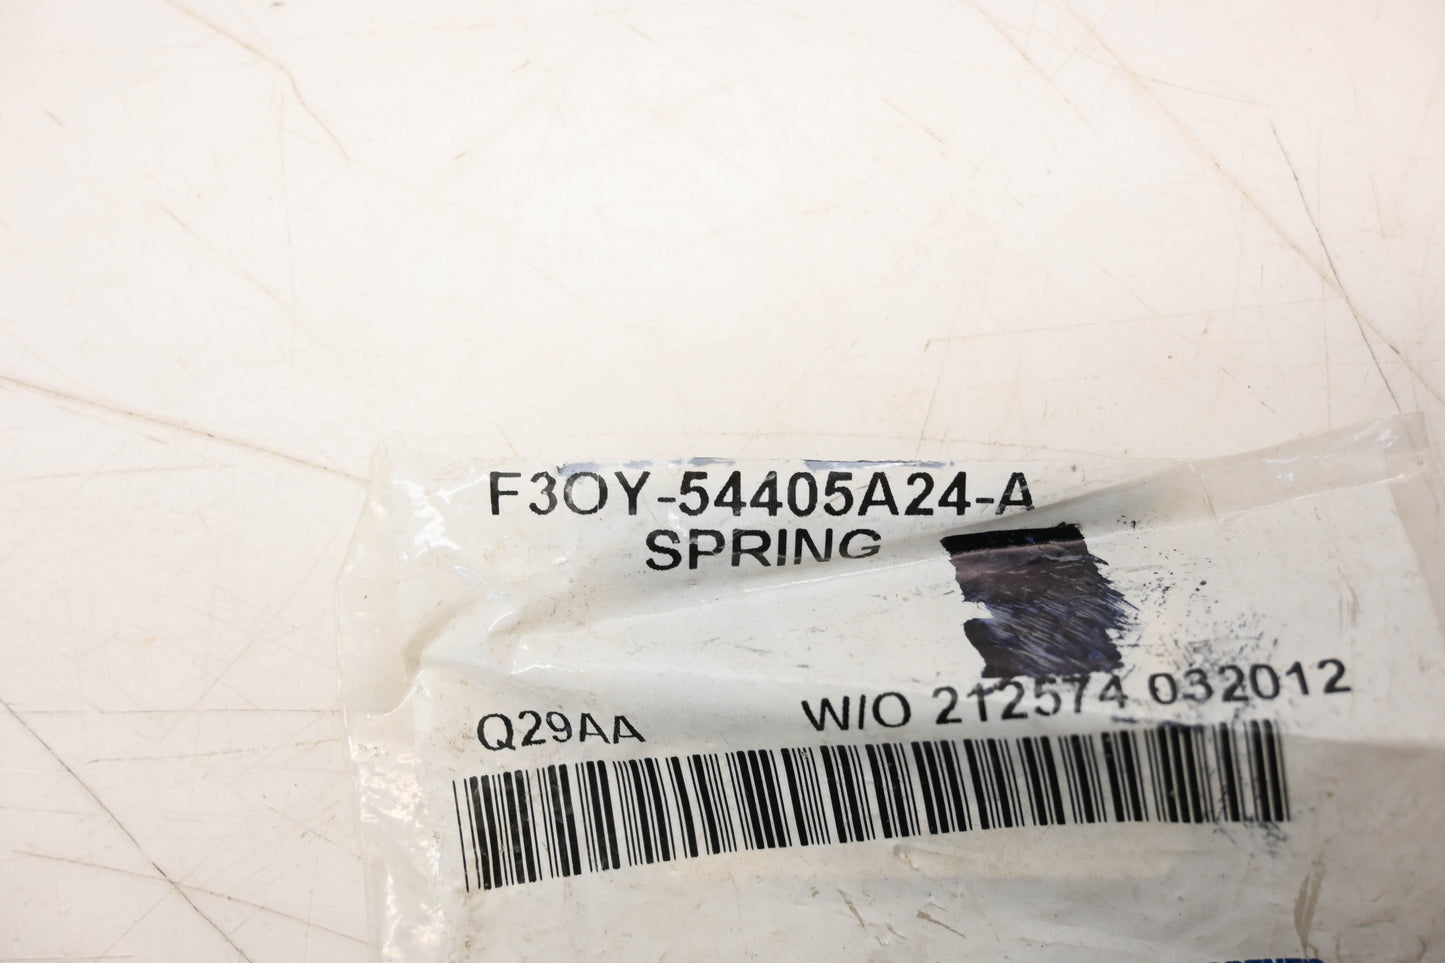 F3OY-54405A24-A
SPRING
Q29AA
W/O 212574 032012